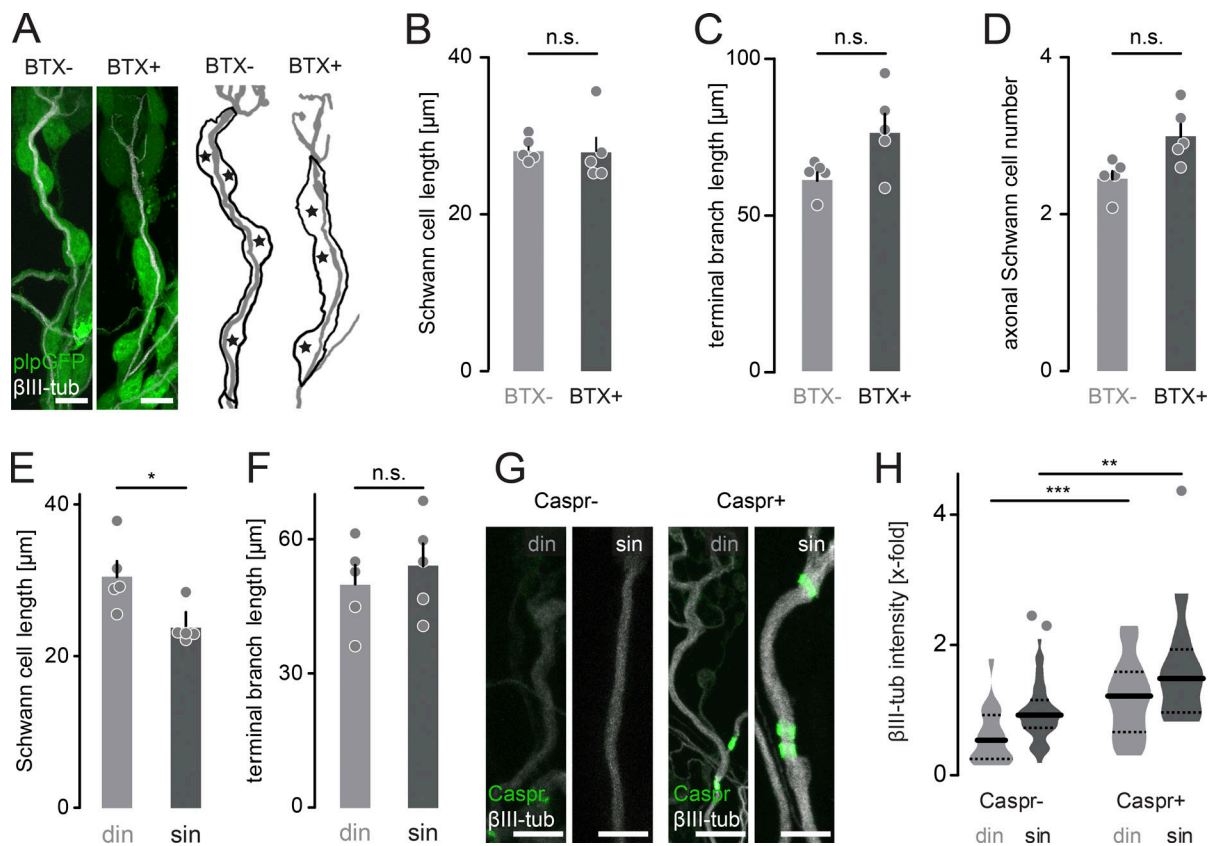 A
BTX-
BTX+
BTX-
BTX+
plpGFP
βIII-tub
B
n.s.
Schwann cell length [µm]
40
20
0
BTX-
BTX+
C
n.s.
terminal branch length [µm]
100
50
0
BTX-
BTX+
D
n.s.
axonal Schwann cell number
4
2
0
BTX-
BTX+
E
*
Schwann cell length [µm]
40
20
0
din
sin
F
n.s.
terminal branch length [µm]
60
30
0
din
sin
G
Caspr-
Caspr+
din
sin
din
sin
Caspr
βIII-tub
Caspr
βIII-tub
H
**
***
βIII-tub intensity [x-fold]
4
2
0
Caspr-
Caspr+
din
sin
din
sin